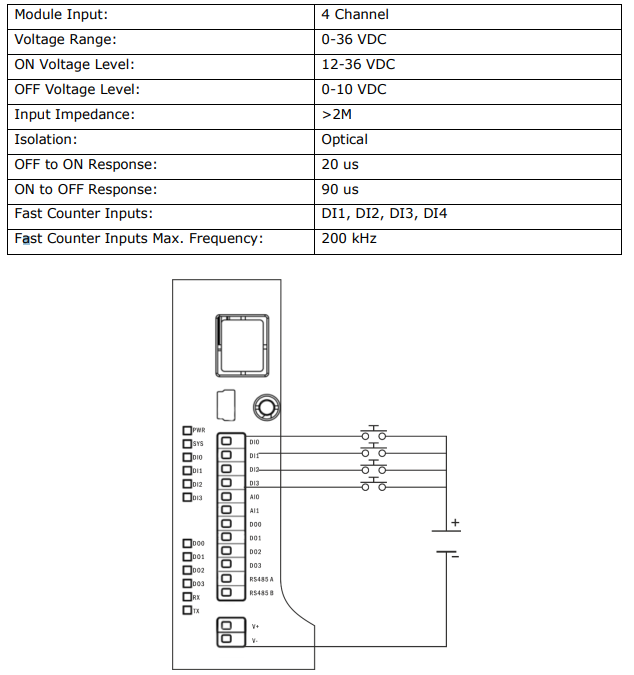 Module Input: 4 Channel
Voltage Range: 0-36 VDC
ON Voltage Level: 12-36 VDC
OFF Voltage Level: 0-10 VDC
Input Impedance: >2M
Isolation: Optical
OFF to ON Response: 20 us
ON to OFF Response: 90 us
Fast Counter Inputs: DI1, DI2, DI3, DI4
Fast Counter Inputs Max. Frequency: 200 kHz
PWR
SYS
DI0
DI1
DI2
DI3
DO0
DO1
DO2
DO3
RX
TX
DI0
DI1
DI2
DI3
AI0
AI1
DO0
DO1
DO2
DO3
RS485 A
RS485 B
V+
V-
+
-